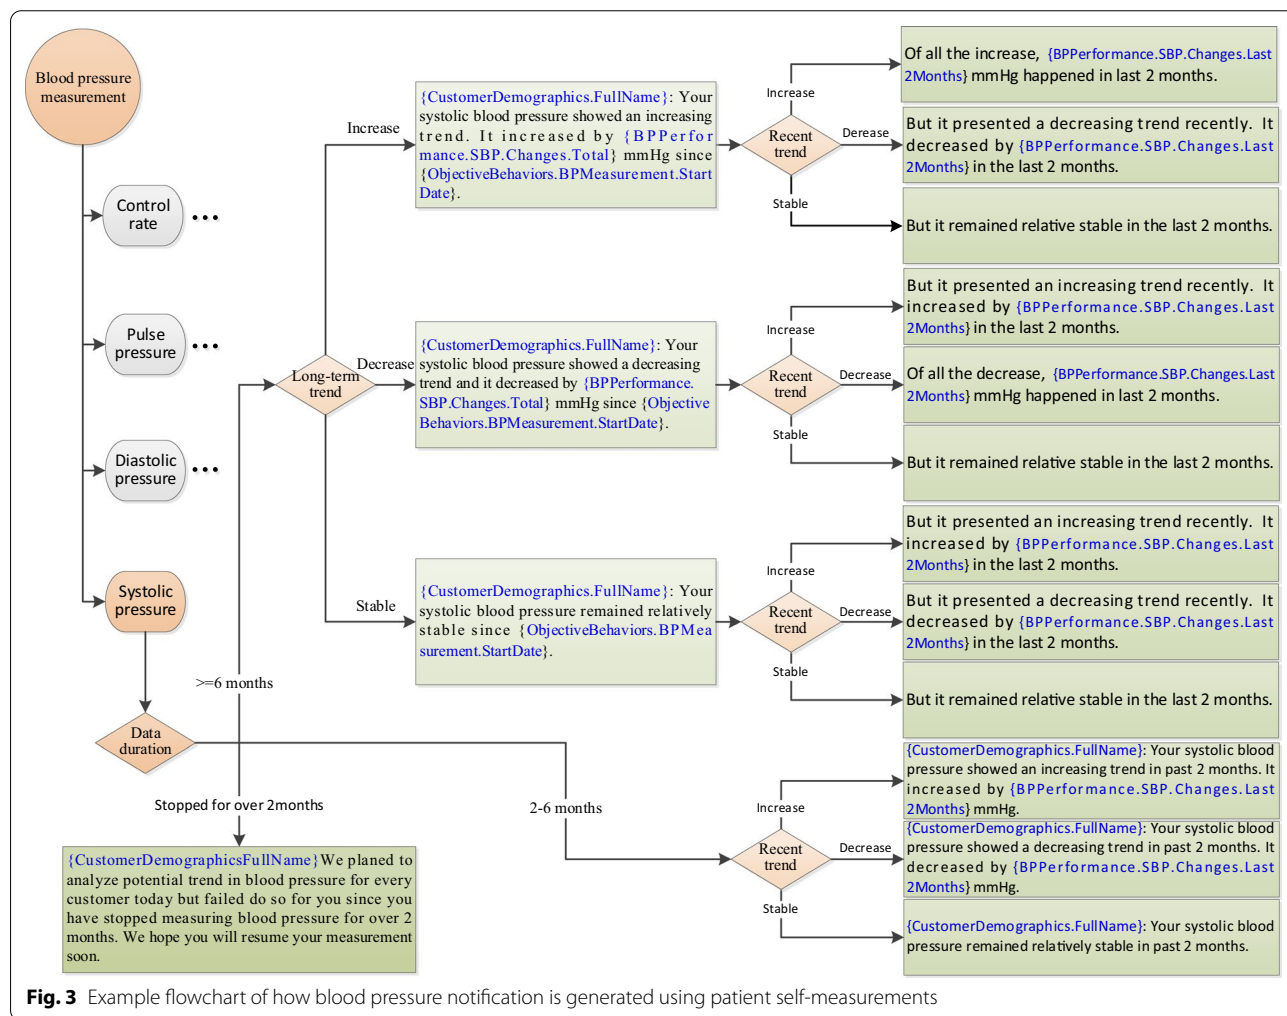 Blood pressure
measurement
Control
rate
• • •
Pulse
pressure
• • •
Diastolic
pressure
• • •
Systolic
pressure
Data
duration
>=6 months
Stopped for over 2months
2-6 months
{CustomerDemographicsFullName}We planed to
analyze potential trend in blood pressure for every
customer today but failed do so for you since you
have stopped measuring blood pressure for over 2
months. We hope you will resume your measurement
soon.
Long-term
trend
Increase
{CustomerDemographics.FullName}: Your
systolic blood pressure showed an increasing
trend. It increased by {BPPerfor
mance.SBP.Changes.Total} mmHg since
{ObjectiveBehaviors.BPMeasurement.Start
Date}.
Recent
trend
Increase
Of all the increase, {BPPerformance.SBP.Changes.Last
2Months} mmHg happened in last 2 months.
Derease
But it presented a decreasing trend recently. It
decreased by {BPPerformance.SBP.Changes.Last
2Months} in the last 2 months.
Stable
But it remained relative stable in the last 2 months.
Decrease
{CustomerDemographics.FullName}: Your
systolic blood pressure showed a decreasing
trend and it decreased by {BPPerformance.
SBP.Changes.Total} mmHg since {Objective
Behaviors.BPMeasurement.StartDate}.
Recent
trend
Increase
But it presented an increasing trend recently. It
increased by {BPPerformance.SBP.Changes.Last
2Months} in the last 2 months.
Decrease
Of all the decrease, {BPPerformance.SBP.Changes.Last
2Months} mmHg happened in last 2 months.
Stable
But it remained relative stable in the last 2 months.
Stable
{CustomerDemographics.FullName}: Your
systolic blood pressure remained relatively
stable since {ObjectiveBehaviors.BPMea
surement.StartDate}.
Recent
trend
Increase
But it presented an increasing trend recently. It
increased by {BPPerformance.SBP.Changes.Last
2Months} in the last 2 months.
Decrease
But it presented a decreasing trend recently. It
decreased by {BPPerformance.SBP.Changes.Last
2Months} in the last 2 months.
Stable
But it remained relative stable in the last 2 months.
Recent
trend
Increase
{CustomerDemographics.FullName}: Your systolic blood
pressure showed an increasing trend in past 2 months. It
increased by {BPPerformance.SBP.Changes.Last
2Months} mmHg.
Decrease
{CustomerDemographics.FullName}: Your systolic blood
pressure showed a decreasing trend in past 2 months. It
decreased by {BPPerformance.SBP.Changes.Last
2Months} mmHg.
Stable
{CustomerDemographics.FullName}: Your systolic blood
pressure remained relatively stable in past 2 months.
Fig. 3 Example flowchart of how blood pressure notification is generated using patient self-measurements